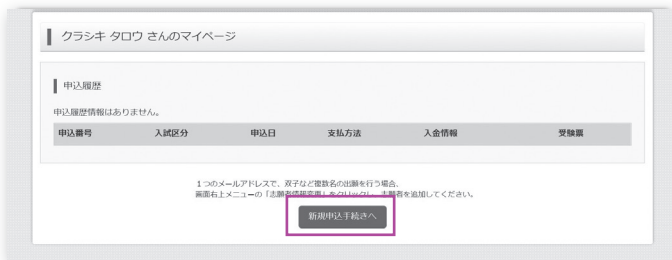 クラシキ タロウ さんのマイページ
申込履歴
申込履歴情報はありません。
申込番号 入試区分 申込日 支払方法 入金情報 受験票
１つのメールアドレスで、双子など複数名の出願を行う場合、
画面右上メニューの「志願者情報変更」をクリックし、志願者を追加してください。
新規申込手続きへ